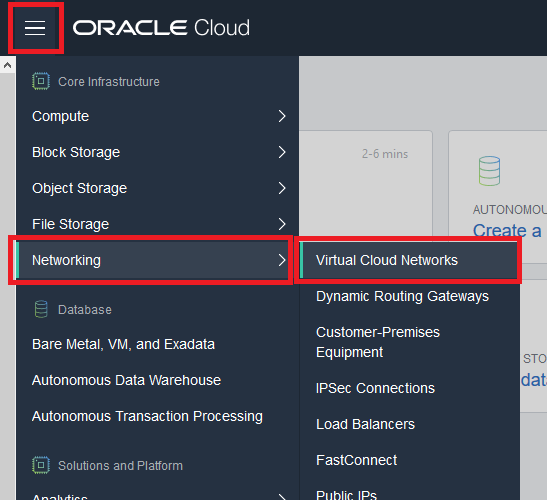 ORACLE Cloud
Core Infrastructure
Compute
Block Storage
Object Storage
File Storage
Networking
Database
Bare Metal, VM, and Exadata
Autonomous Data Warehouse
Autonomous Transaction Processing
Solutions and Platform
Analytics
Virtual Cloud Networks
Dynamic Routing Gateways
Customer-Premises
Equipment
IPSec Connections
Load Balancers
FastConnect
Public IPs
2-6 mins
AUTONOMOU
Create a
STO
data